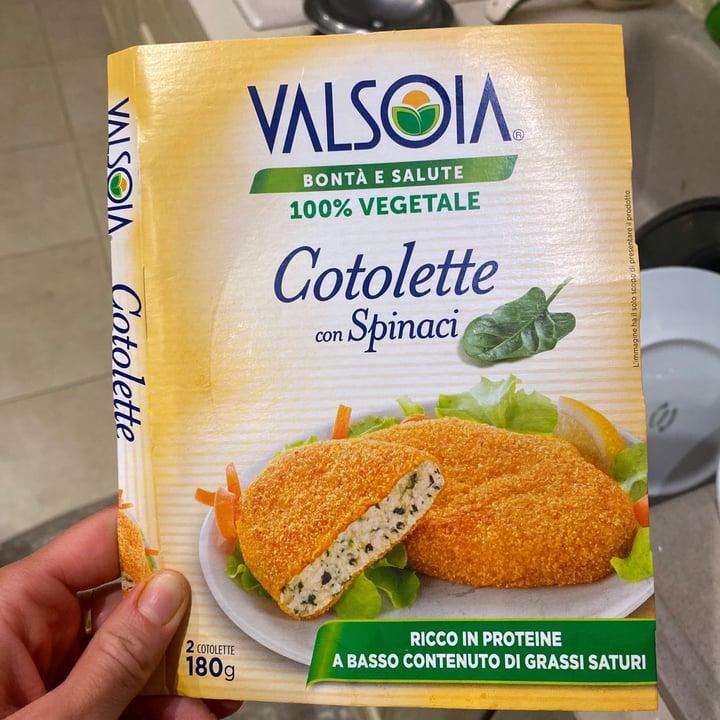 VALSOIA®
BONTÀ E SALUTE
100% VEGETALE
Cotolette
con Spinaci
L'immagine ha il solo scopo di presentare il prodotto
RICCO IN PROTEINE
A BASSO CONTENUTO DI GRASSI SATURI
2 COTOLETTE
180g
VALSOIA
Cotolette